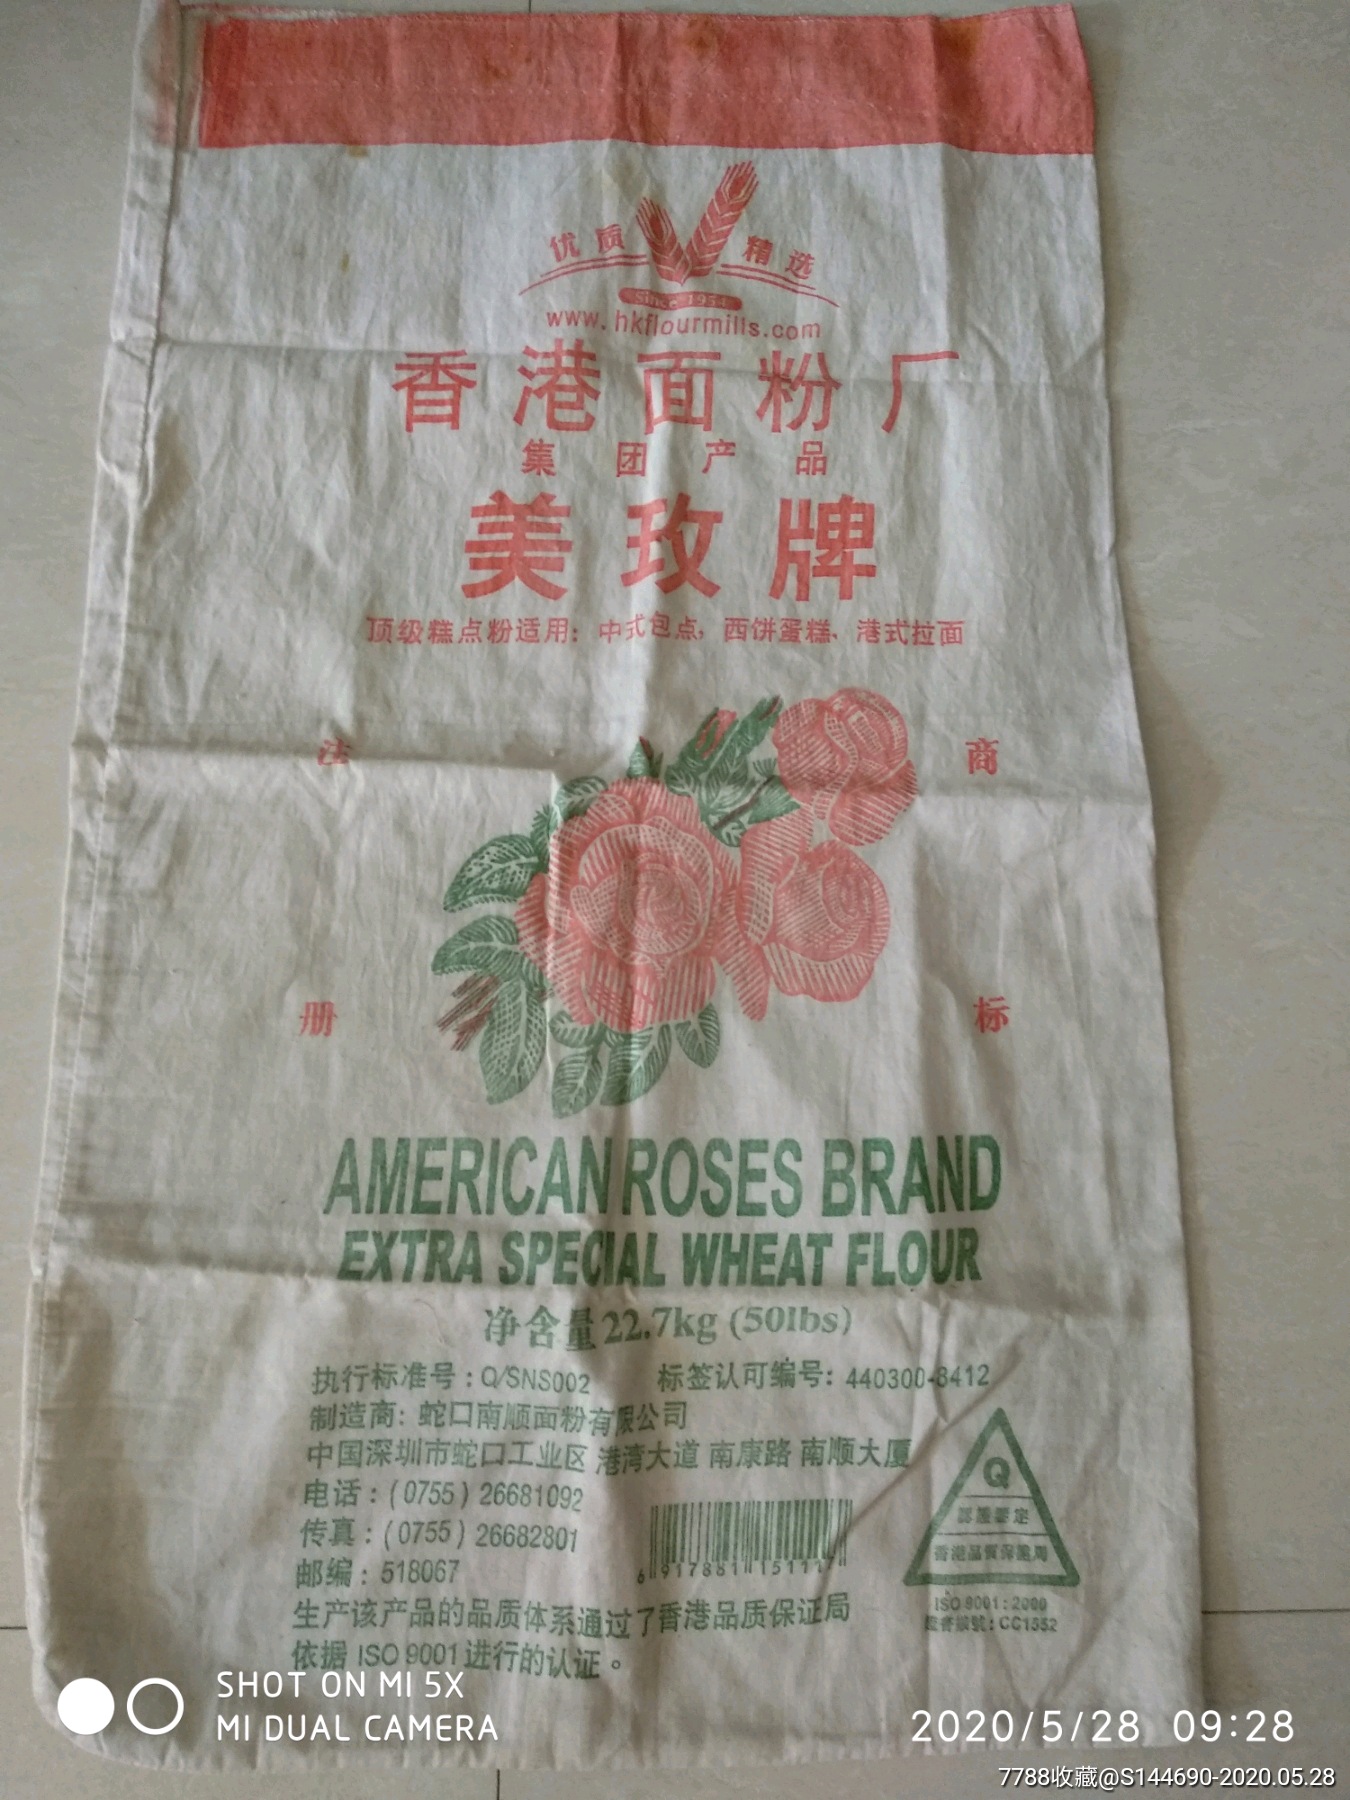 优质 精选
Since 1954
www.hkflourmills.com
香港面粉厂
集团产品
美玫牌
顶级糕点粉适用：中式包点，西饼蛋糕、港式拉面
注 商
册 标
AMERICAN ROSES BRAND
EXTRA SPECIAL WHEAT FLOUR
净含量22.7kg (50lbs)
执行标准号：Q/SNS002 标签认可编号：440300-8412
制造商：蛇口南顺面粉有限公司
中国深圳市蛇口工业区 港湾大道 南康路 南顺大厦
电话：(0755) 26681092
传真：(0755) 26682801
邮编：518067
6 917881 151117
Q
香港品質保證局
ISO 9001 : 2000
證書編號：CC1552
生产该产品的品质体系通过了香港品质保证局
依据 ISO 9001进行的认证。
SHOT ON MI 5X
MI DUAL CAMERA
2020/5/28 09:28
7788收藏@S144690-2020.05.28